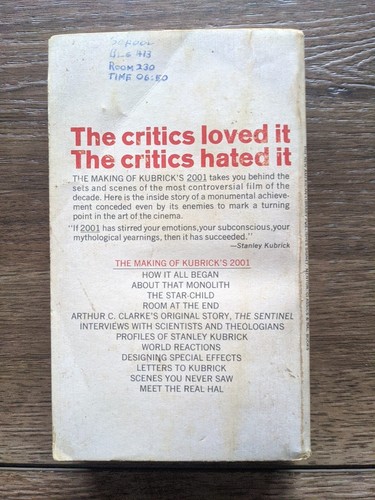 ROOM 230
TIME 06:50
The critics loved it
The critics hated it
THE MAKING OF KUBRICK'S 2001 takes you behind the
sets and scenes of the most controversial film of the
decade. Here is the inside story of a monumental achieve-
ment conceded even by its enemies to mark a turning
point in the art of the cinema.
"If 2001 has stirred your emotions, your subconscious, your
mythological yearnings, then it has succeeded."
—Stanley Kubrick
THE MAKING OF KUBRICK'S 2001
HOW IT ALL BEGAN
ABOUT THAT MONOLITH
THE STAR-CHILD
ROOM AT THE END
ARTHUR C. CLARKE'S ORIGINAL STORY, THE SENTINEL
INTERVIEWS WITH SCIENTISTS AND THEOLOGIANS
PROFILES OF STANLEY KUBRICK
WORLD REACTIONS
DESIGNING SPECIAL EFFECTS
LETTERS TO KUBRICK
SCENES YOU NEVER SAW
MEET THE REAL HAL